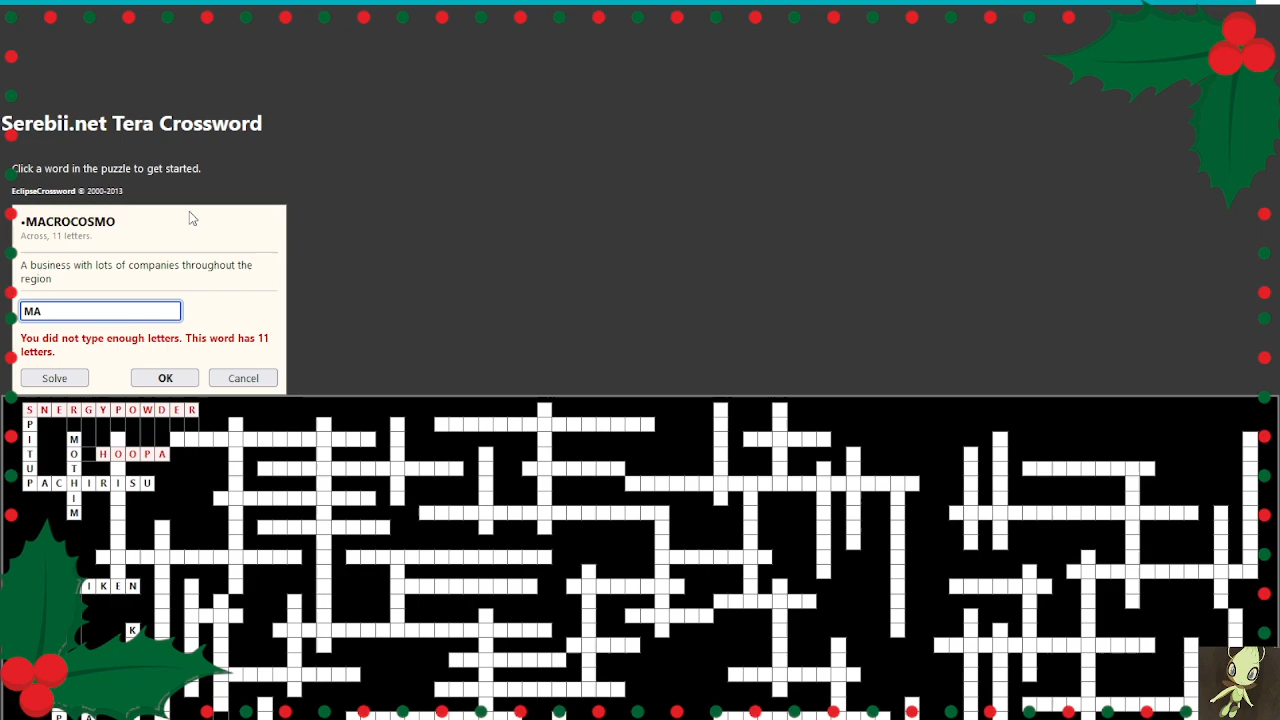 Serebii.net Tera Crossword
Click a word in the puzzle to get started.
EclipseCrossword © 2000-2013
•MACROCOSMO
Across, 11 letters.
A business with lots of companies throughout the
region
MA
You did not type enough letters. This word has 11
letters.
Solve OK Cancel
SNERGYPOWDER
P
I M
T O HOOPA
U T
PACHIRISU
I
M
IKEN
K
P A